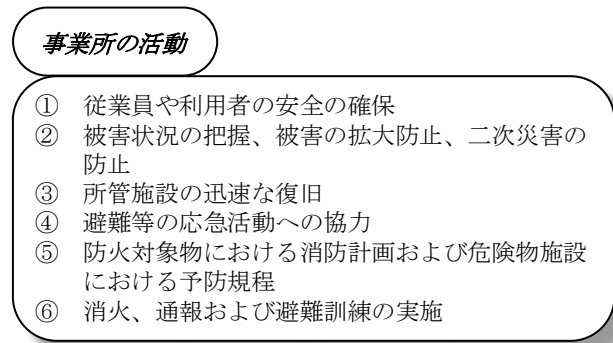 事業所の活動
① 従業員や利用者の安全の確保
② 被害状況の把握、被害の拡大防止、二次災害の
防止
③ 所管施設の迅速な復旧
④ 避難等の応急活動への協力
⑤ 防火対象物における消防計画および危険物施設
における予防規程
⑥ 消火、通報および避難訓練の実施